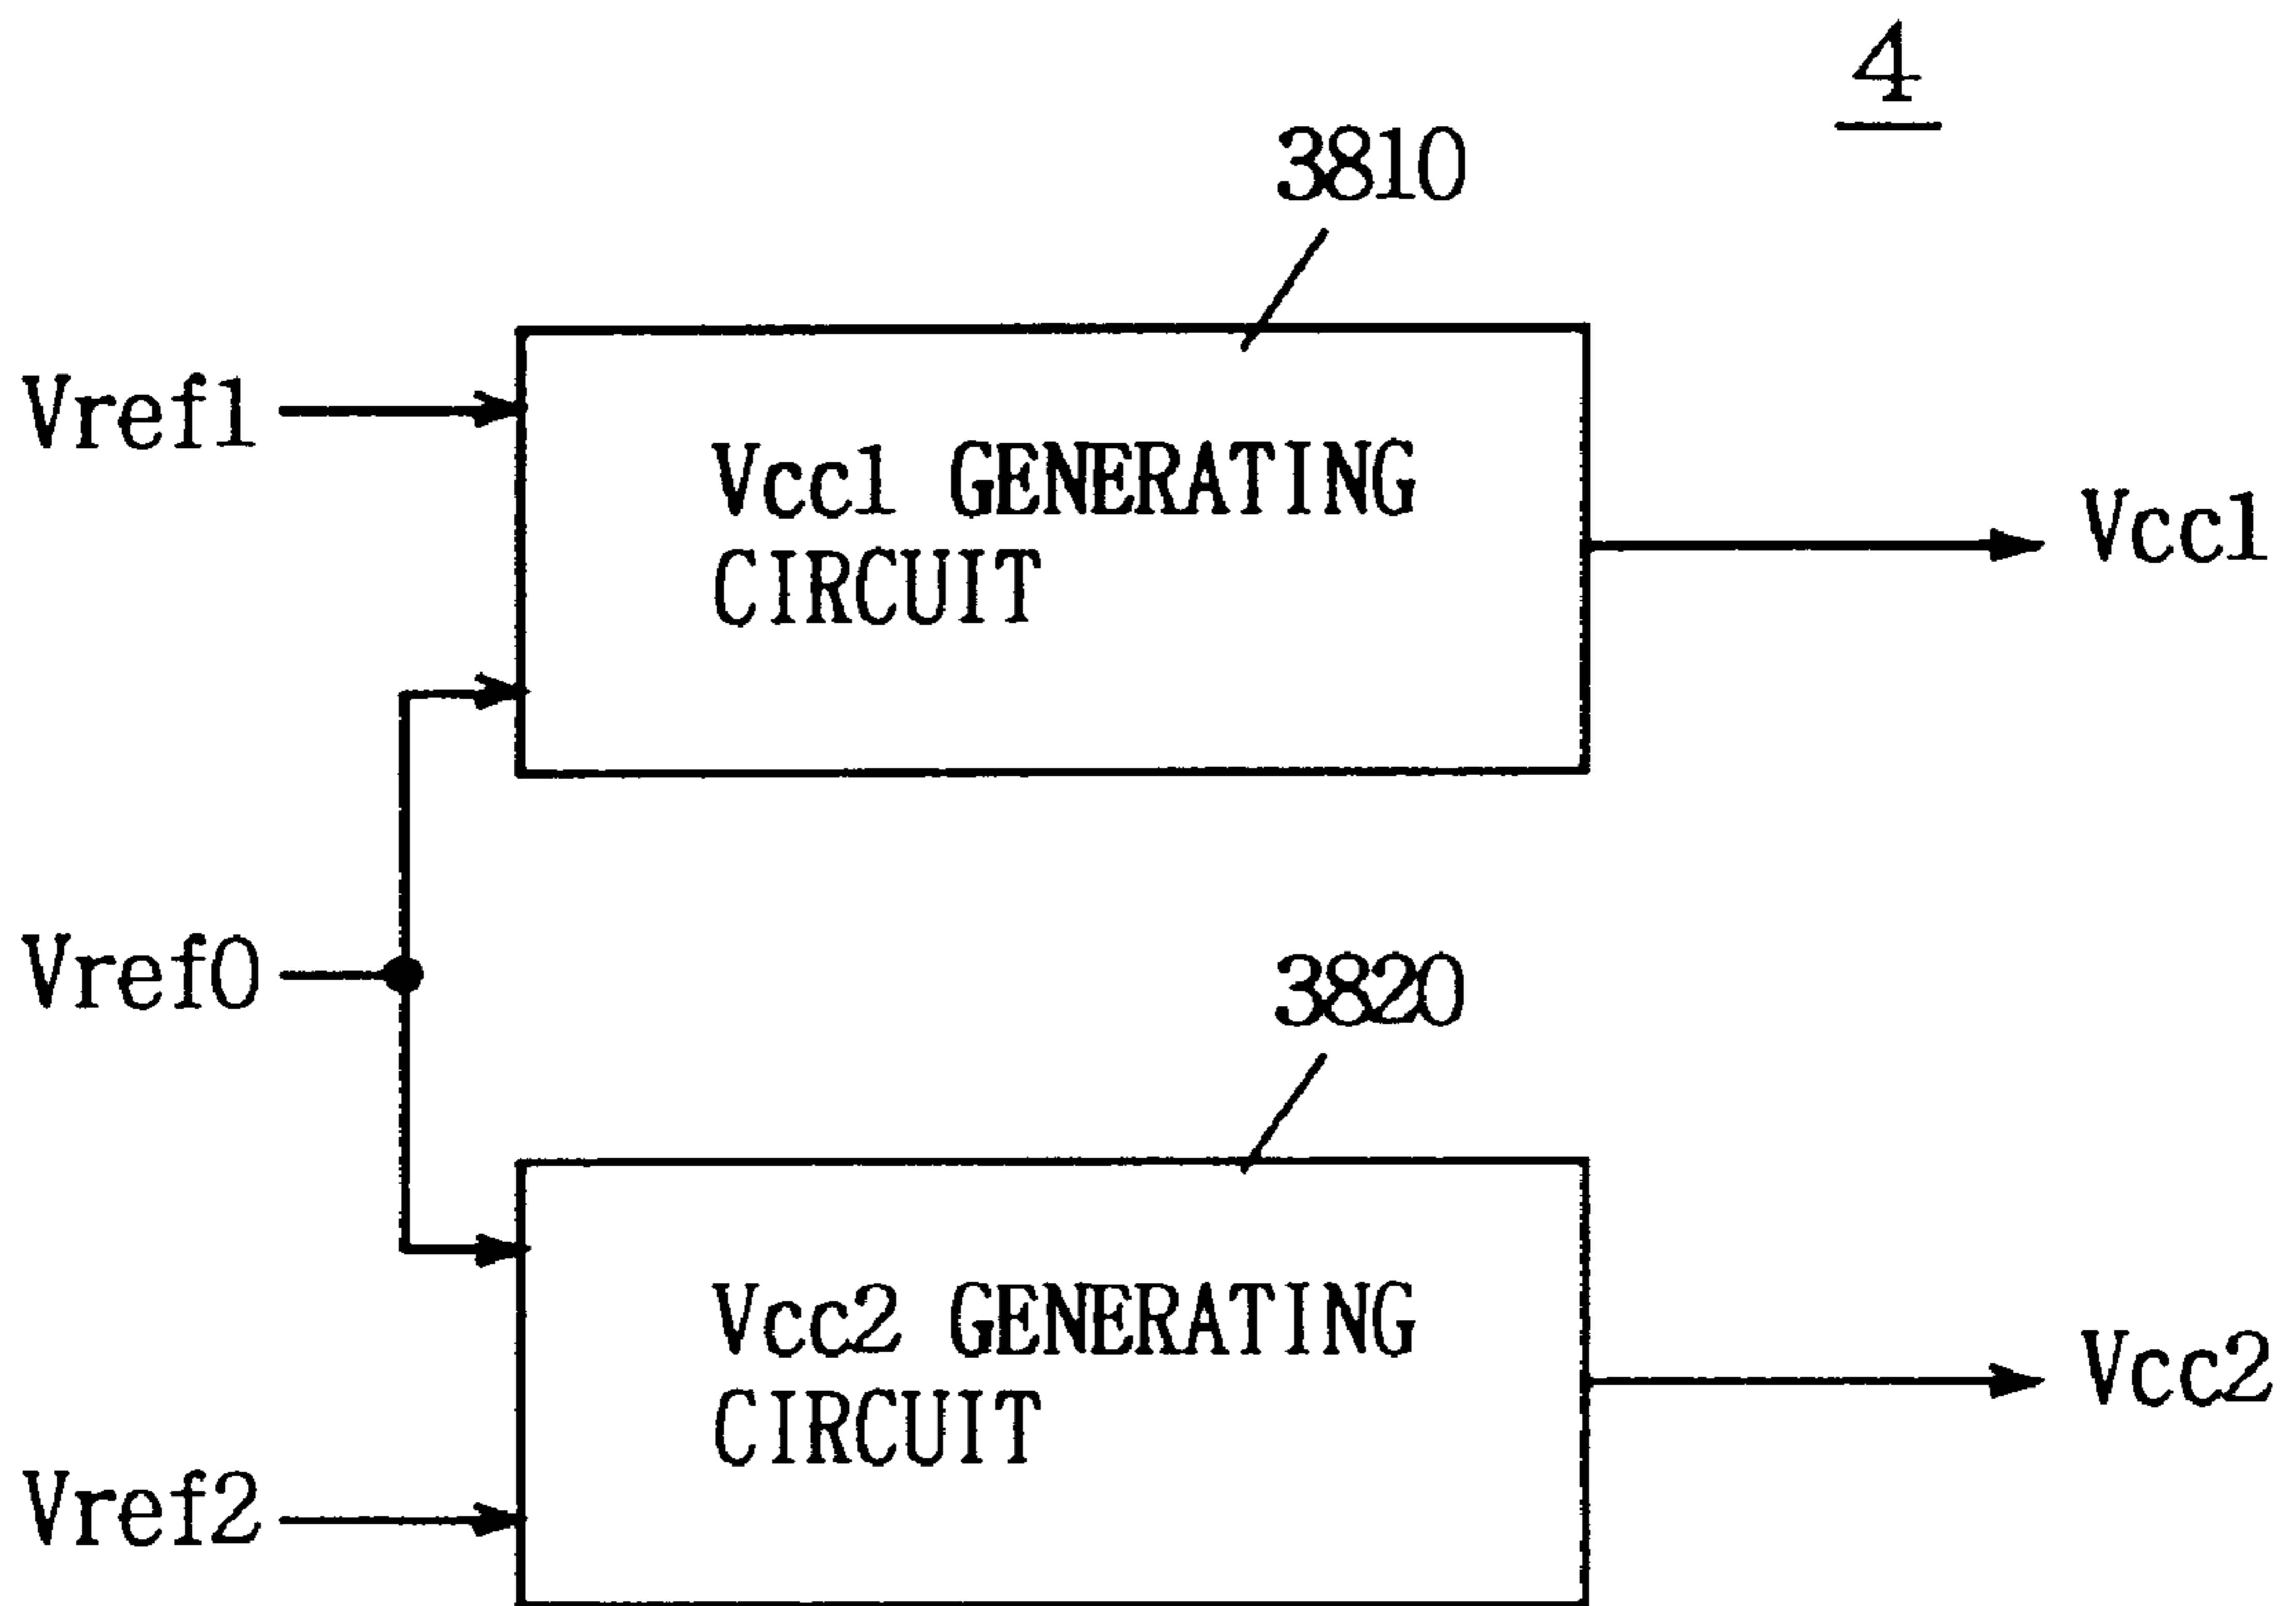 4
3810
Vref1
Vcc1 GENERATING
CIRCUIT
Vcc1
Vref0
3820
Vcc2 GENERATING
CIRCUIT
Vcc2
Vref2